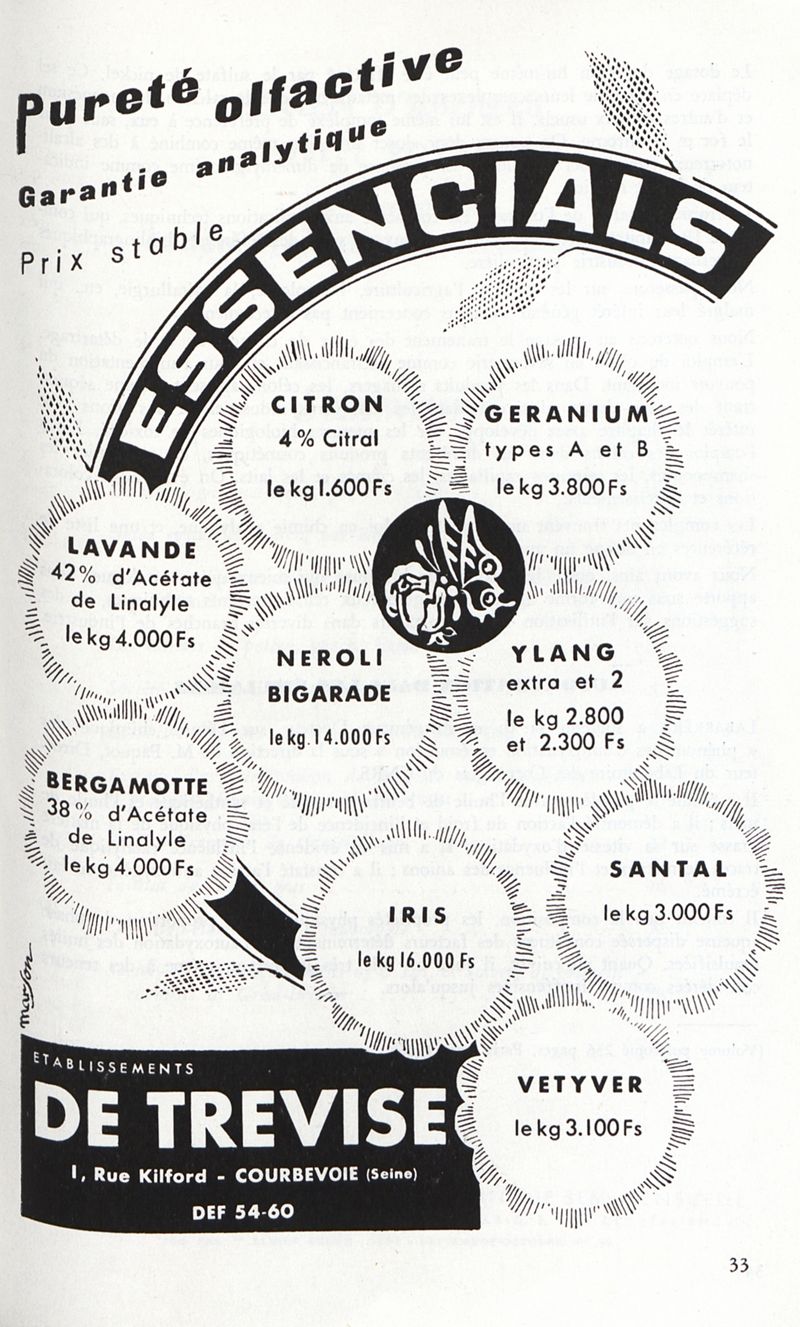 Pureté olfactive
Garantie analytique
Prix stable
ESSENCIALS
CITRON
4 % Citral
le kg 1.600 Fs
GERANIUM
types A et B
le kg 3.800 Fs
LAVANDE
42% d'Acétate
de Linalyle
le kg 4.000 Fs
NEROLI
BIGARADE
le kg. 14.000 Fs
YLANG
extra et 2
le kg 2.800
et 2.300 Fs
BERGAMOTTE
38% d'Acétate
de Linalyle
le kg 4.000 Fs
IRIS
le kg 16.000 Fs
SANTAL
le kg 3.000 Fs
VETYVER
le kg 3.100 Fs
ETABLISSEMENTS
DE TREVISE
1, Rue Kilford - COURBEVOIE (Seine)
DEF 54-60
33